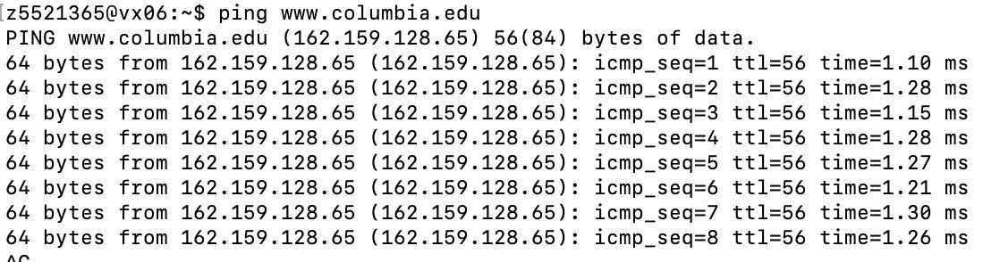 [z5521365@vx06:~$ ping www.columbia.edu
PING www.columbia.edu (162.159.128.65) 56(84) bytes of data.
64 bytes from 162.159.128.65 (162.159.128.65): icmp_seq=1 ttl=56 time=1.10 ms
64 bytes from 162.159.128.65 (162.159.128.65): icmp_seq=2 ttl=56 time=1.28 ms
64 bytes from 162.159.128.65 (162.159.128.65): icmp_seq=3 ttl=56 time=1.15 ms
64 bytes from 162.159.128.65 (162.159.128.65): icmp_seq=4 ttl=56 time=1.28 ms
64 bytes from 162.159.128.65 (162.159.128.65): icmp_seq=5 ttl=56 time=1.27 ms
64 bytes from 162.159.128.65 (162.159.128.65): icmp_seq=6 ttl=56 time=1.21 ms
64 bytes from 162.159.128.65 (162.159.128.65): icmp_seq=7 ttl=56 time=1.30 ms
64 bytes from 162.159.128.65 (162.159.128.65): icmp_seq=8 ttl=56 time=1.26 ms
^C